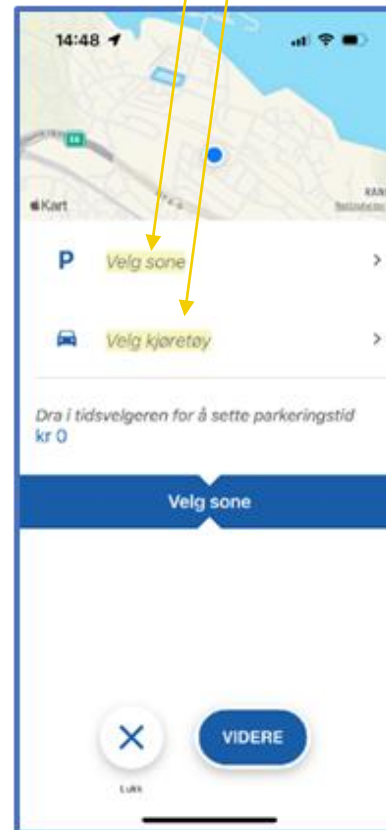 14:48
Kart
P Velg sone
Velg kjøretøy
Dra i tidsvelgeren for å sette parkeringstid
kr 0
Velg sone
VIDERE
Lukk